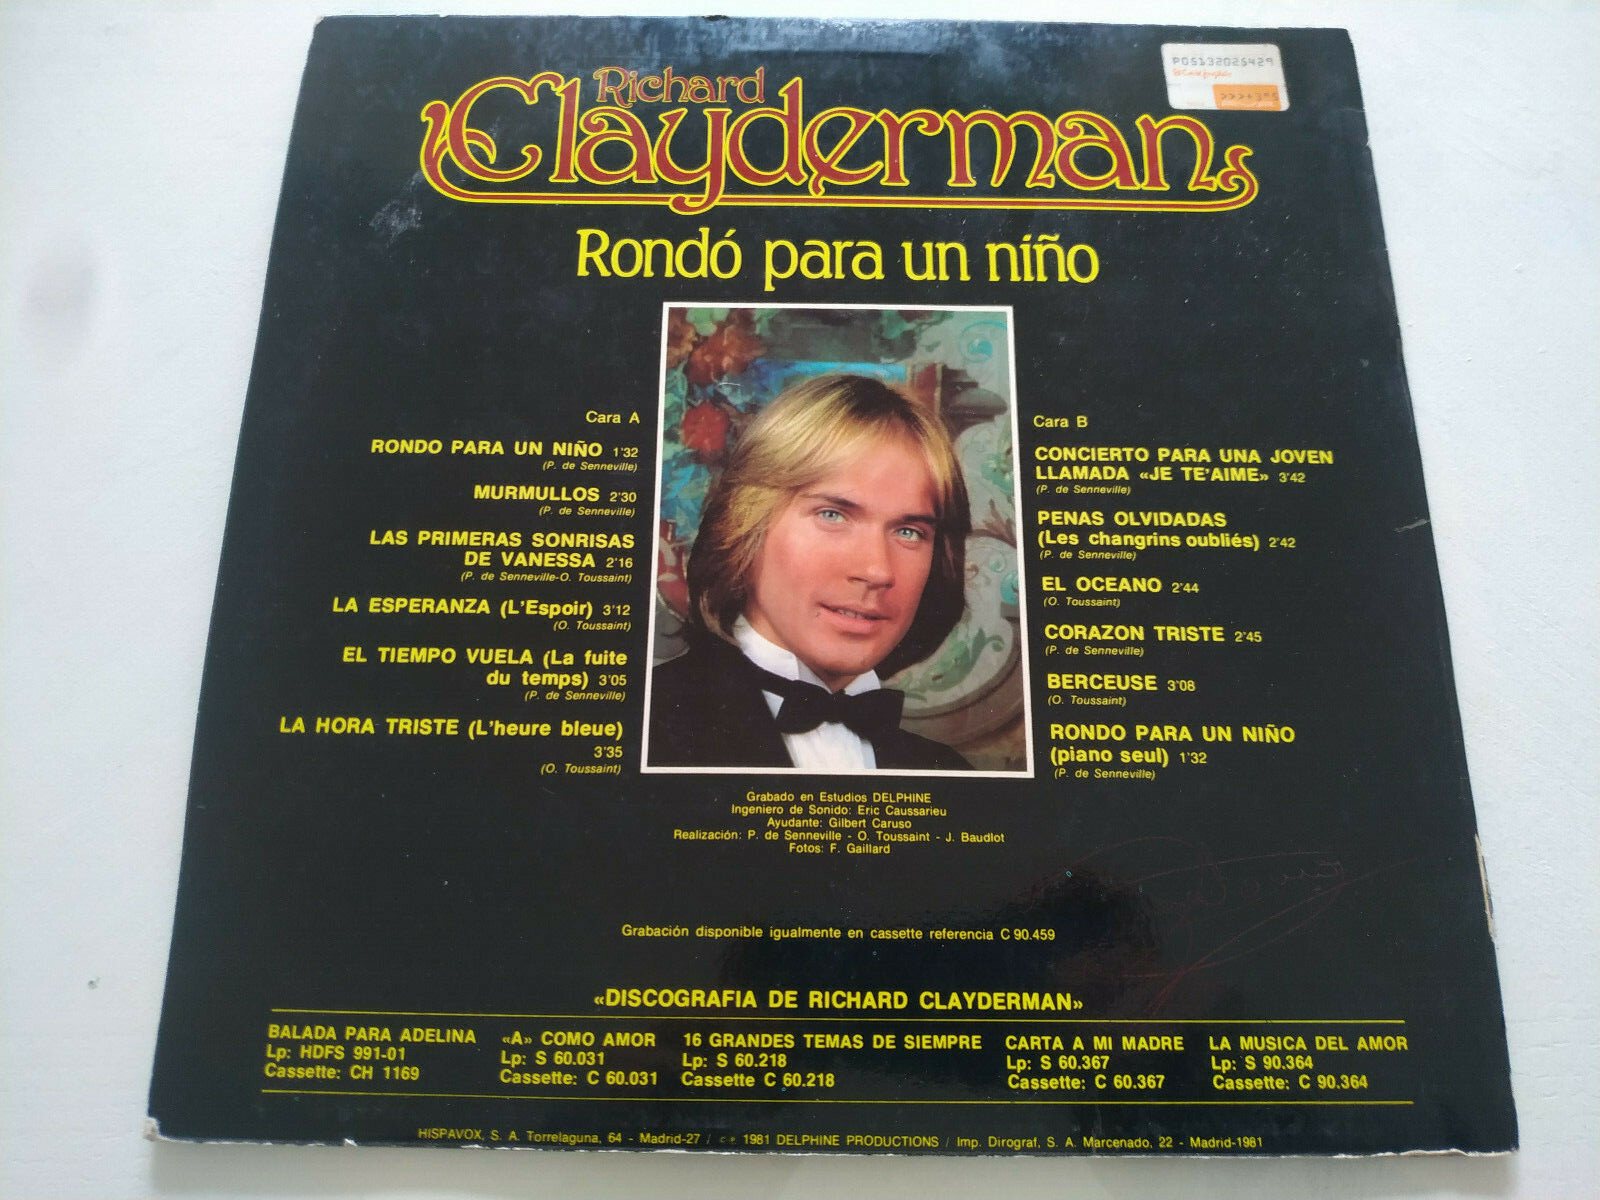 Richard
Clayderman
P05132026429
Rondó para un niño
Cara A
RONDO PARA UN NIÑO 1'32
(P. de Senneville)
MURMULLOS 2'30
(P. de Senneville)
LAS PRIMERAS SONRISAS
DE VANESSA 2'16
(P. de Senneville-O. Toussaint)
LA ESPERANZA (L'Espoir) 3'12
(O. Toussaint)
EL TIEMPO VUELA (La fuite
du temps) 3'05
(P. de Senneville)
LA HORA TRISTE (L'heure bleue)
3'35
(O. Toussaint)
Cara B
CONCIERTO PARA UNA JOVEN
LLAMADA «JE TE'AIME» 3'42
(P. de Senneville)
PENAS OLVIDADAS
(Les changrins oubliés) 2'42
(P. de Senneville)
EL OCEANO 2'44
(O. Toussaint)
CORAZON TRISTE 2'45
(P. de Senneville)
BERCEUSE 3'08
(O. Toussaint)
RONDO PARA UN NIÑO
(piano seul) 1'32
(P. de Senneville)
Grabado en Estudios DELPHINE
Ingeniero de Sonido: Eric Caussarieu
Ayudante: Gilbert Caruso
Realización: P. de Senneville - O. Toussaint - J. Baudlot
Fotos: F. Gaillard
Grabación disponible igualmente en cassette referencia C 90.459
«DISCOGRAFIA DE RICHARD CLAYDERMAN»
BALADA PARA ADELINA
Lp: HDFS 991-01
Cassette: CH 1169
«A» COMO AMOR
Lp: S 60.031
Cassette: C 60.031
16 GRANDES TEMAS DE SIEMPRE
Lp: S 60.218
Cassette C 60.218
CARTA A MI MADRE
Lp: S 60.367
Cassette: C 60.367
LA MUSICA DEL AMOR
Lp: S 90.364
Cassette: C 90.364
HISPAVOX, S. A. Torrelaguna, 64 - Madrid-27 / c p 1981 DELPHINE PRODUCTIONS / Imp. Dirograf, S. A. Marcenado, 22 - Madrid-1981